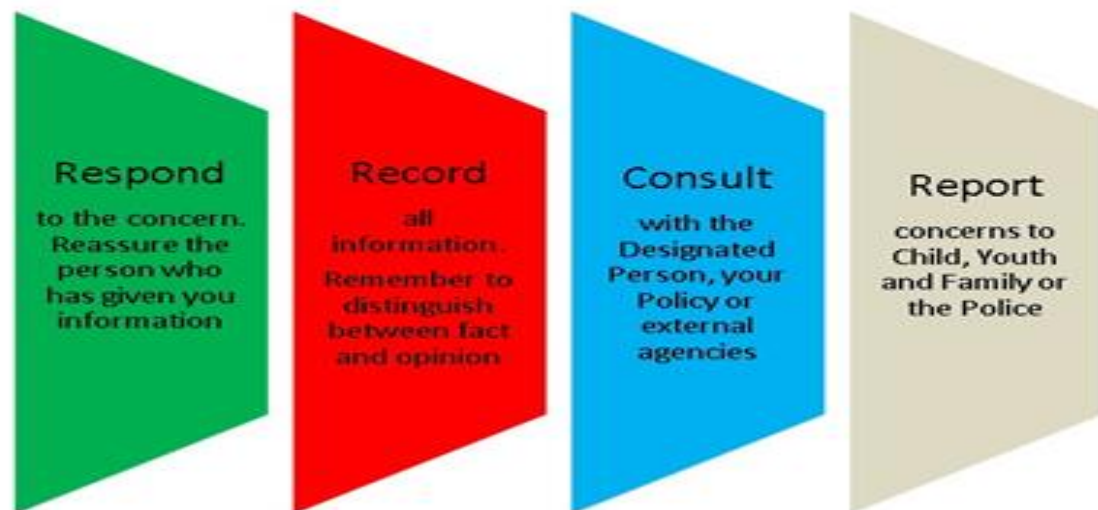 Respond
to the concern.
Reassure the
person who
has given you
information
Record
all
information.
Remember to
distinguish
between fact
and opinion
Consult
with the
Designated
Person, your
Policy or
external
agencies
Report
concerns to
Child, Youth
and Family or
the Police